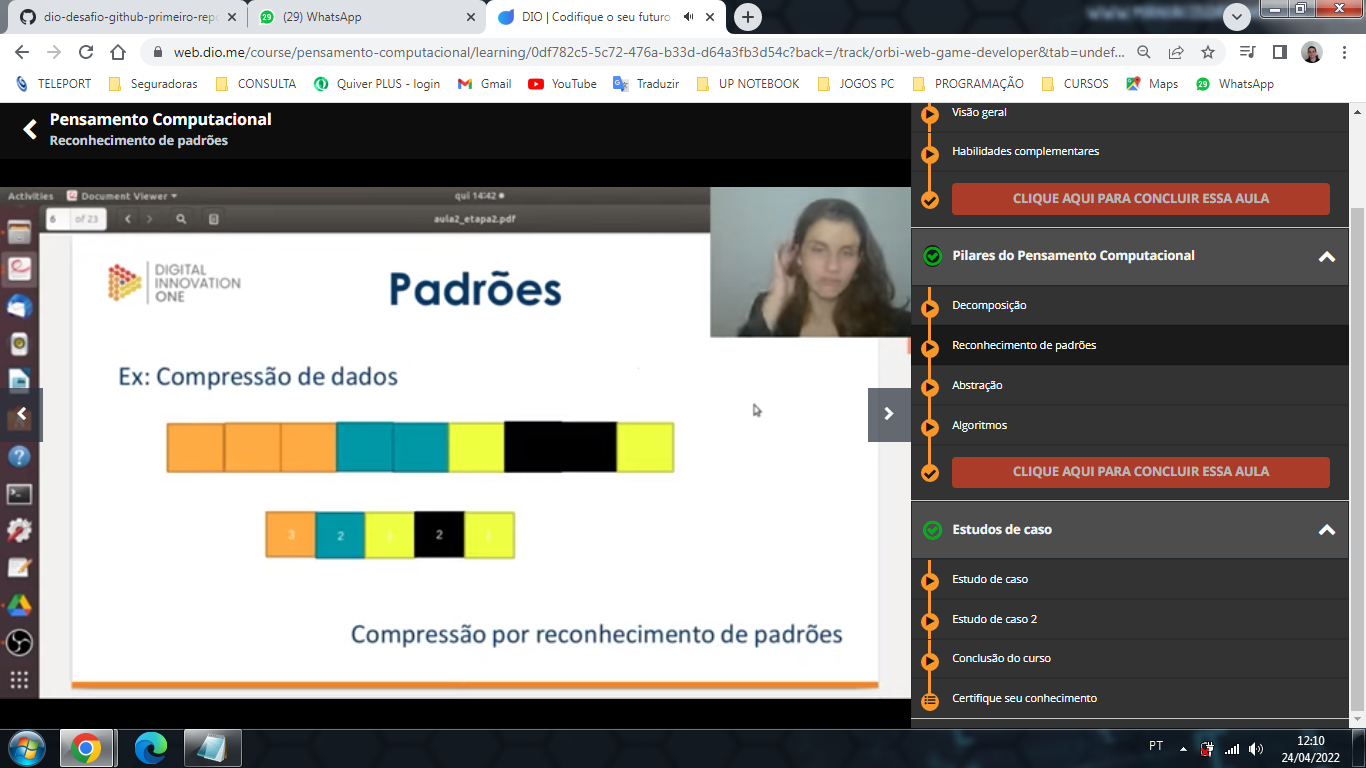 dio-desafio-github-primeiro-repo
(29) WhatsApp
DIO | Codifique o seu futuro
web.dio.me/course/pensamento-computacional/learning/0df782c5-5c72-476a-b33d-d64a3fb3d54c?back=/track/orbi-web-game-developer&tab=undef...
TELEPORT
Seguradoras
CONSULTA
Quiver PLUS - login
Gmail
YouTube
Traduzir
UP NOTEBOOK
JOGOS PC
PROGRAMAÇÃO
CURSOS
Maps
29
WhatsApp
Pensamento Computacional
Reconhecimento de padrões
Activities
Document Viewer
qui 14:42
6 of 23
aula2_etapa2.pdf
DIGITAL
INNOVATION
ONE
Padrões
Ex: Compressão de dados
3 2 1 2 1
Compressão por reconhecimento de padrões
Visão geral
Habilidades complementares
CLIQUE AQUI PARA CONCLUIR ESSA AULA
Pilares do Pensamento Computacional
Decomposição
Reconhecimento de padrões
Abstração
Algoritmos
CLIQUE AQUI PARA CONCLUIR ESSA AULA
Estudos de caso
Estudo de caso
Estudo de caso 2
Conclusão do curso
Certifique seu conhecimento
PT
12:10
24/04/2022